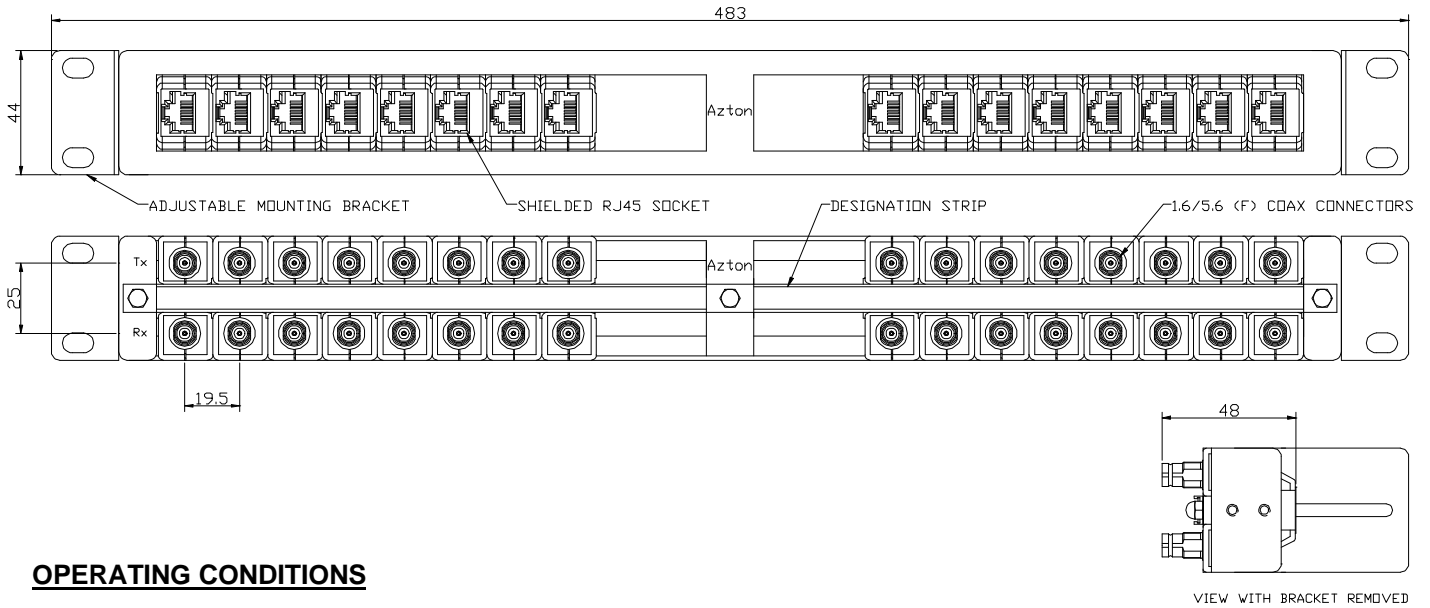 483
44
Azton
ADJUSTABLE MOUNTING BRACKET
SHIELDED RJ45 SOCKET
DESIGNATION STRIP
1.6/5.6 (F) COAX CONNECTORS
Tx
Azton
25
Rx
19.5
48
OPERATING CONDITIONS
VIEW WITH BRACKET REMOVED